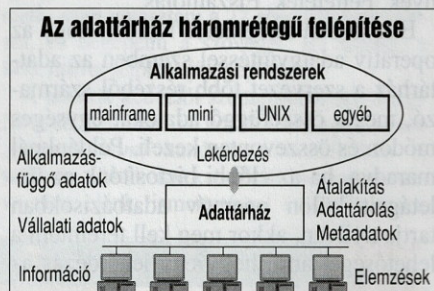 Az adattárház háromrétegű felépítése
Alkalmazási rendszerek
mainframe mini UNIX egyéb
Lekérdezés
Alkalmazás-
függő adatok
Vállalati adatok
Adattárház
Átalakítás
Adattárolás
Metaadatok
Információ
Elemzések